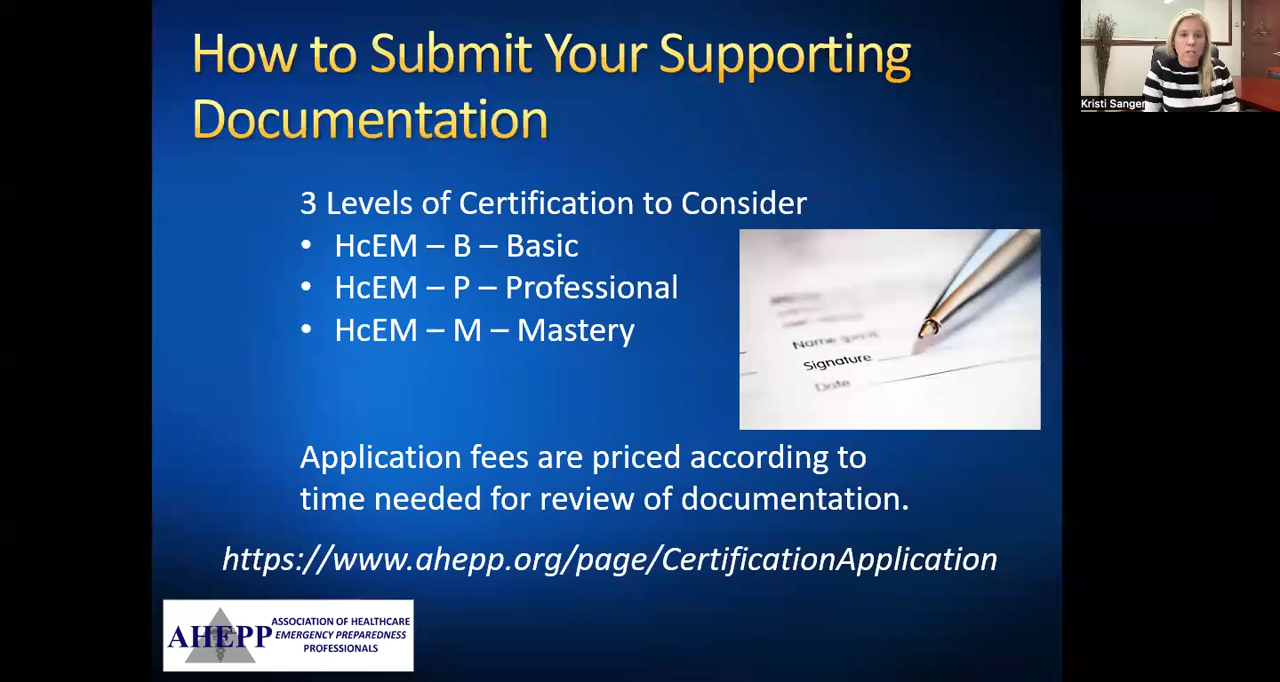 How to Submit Your Supporting
Documentation
Kristi Sanger
3 Levels of Certification to Consider
• HcEM – B – Basic
• HcEM – P – Professional
• HcEM – M – Mastery
Signature
Date
Application fees are priced according to
time needed for review of documentation.
https://www.ahepp.org/page/CertificationApplication
AHEPP
ASSOCIATION OF HEALTHCARE
EMERGENCY PREPAREDNESS
PROFESSIONALS